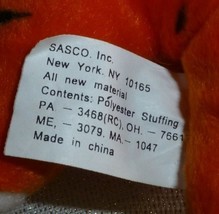 SASCO, Inc.
New York, NY 10165
All new material
Contents: Polyester Stuffing
PA - 3468(RC), OH. - 7661
ME, - 3079. MA. - 1047
Made in china